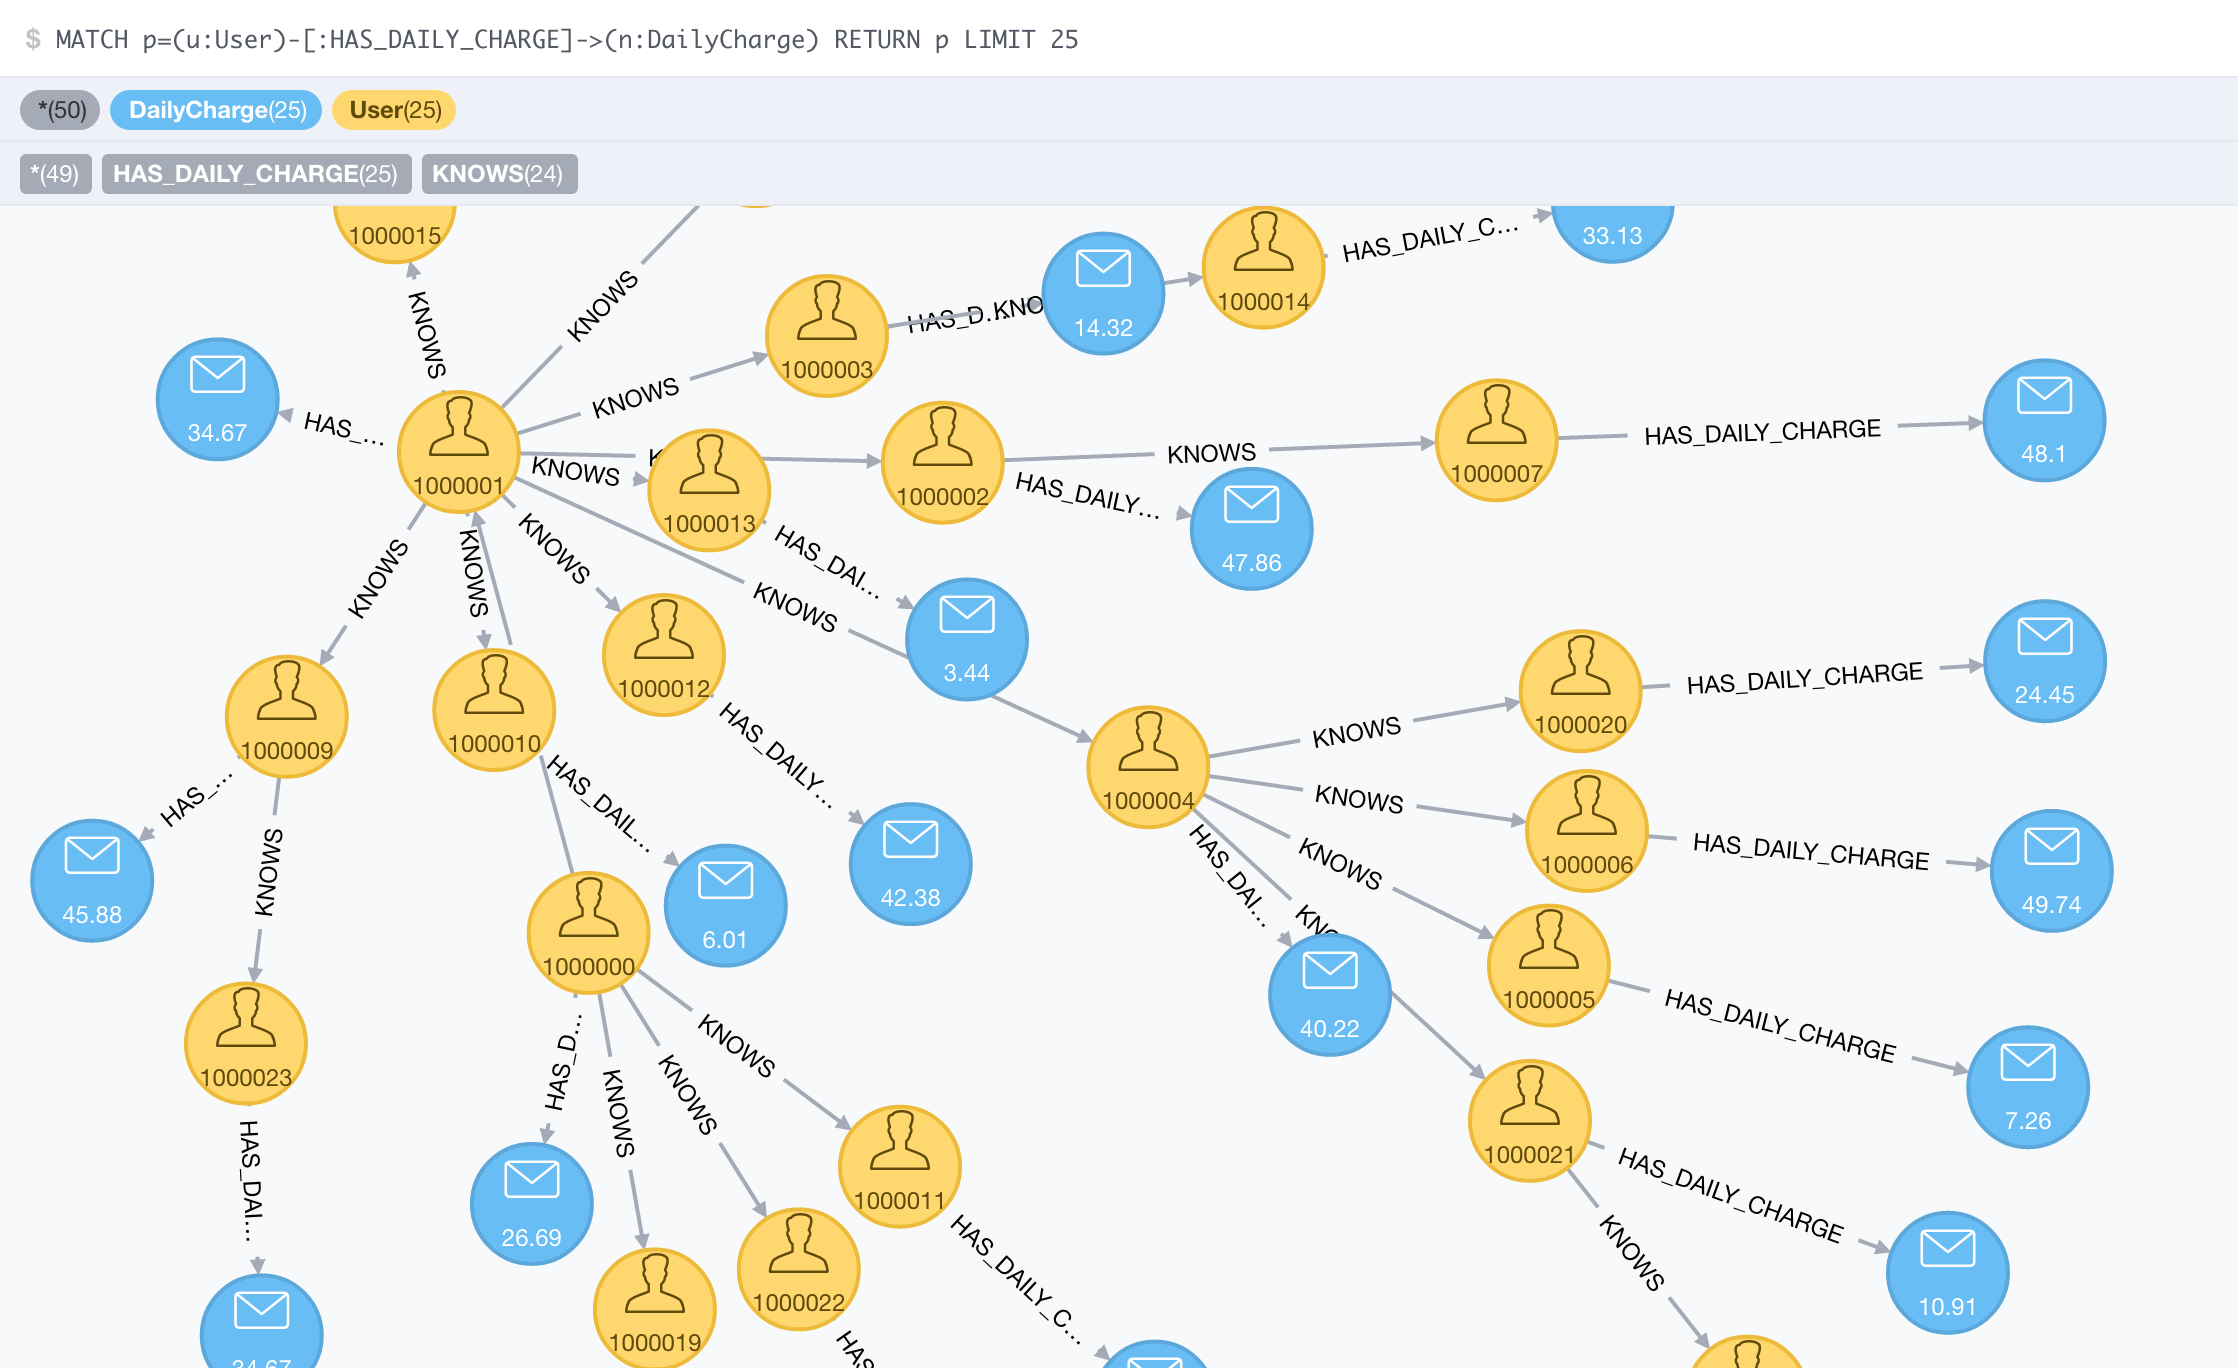 $ MATCH p=(u:User)-[:HAS_DAILY_CHARGE]->(n:DailyCharge) RETURN p LIMIT 25
*(50) DailyCharge(25) User(25)
*(49) HAS_DAILY_CHARGE(25) KNOWS(24)
1000015
33.13
HAS_DAILY_C...
1000014
KNOWS
KNOWS
HAS_D...
KNO
14.32
1000003
KNOWS
34.67
HAS_...
1000001
K
KNOWS
1000013
1000002
KNOWS
1000007
HAS_DAILY_CHARGE
48.1
HAS_DAILY...
47.86
KNOWS
KNOWS
KNOWS
HAS_DAI...
KNOWS
3.44
1000009
1000010
1000012
HAS_DAILY...
42.38
1000004
KNOWS
1000020
HAS_DAILY_CHARGE
24.45
KNOWS
1000006
HAS_DAILY_CHARGE
49.74
KNOWS
1000005
HAS_DAILY_CHARGE
7.26
HAS_DAI...
KNO
40.22
HAS_...
45.88
KNOWS
HAS_DAIL...
6.01
1000000
1000023
HAS_DAI...
34.67
HAS_D...
26.69
KNOWS
1000019
KNOWS
1000022
HAS
KNOWS
1000011
HAS_DAILY_C...
1000021
HAS_DAILY_CHARGE
10.91
KNOWS